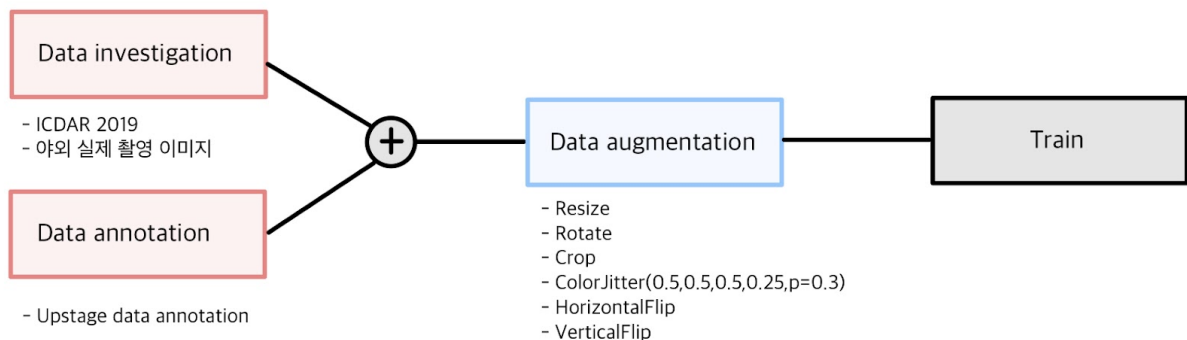 Data investigation
- ICDAR 2019
- 야외 실제 촬영 이미지
+
Data annotation
- Upstage data annotation
Data augmentation
- Resize
- Rotate
- Crop
- ColorJitter(0.5,0.5,0.5,0.25,p=0.3)
- HorizontalFlip
- VerticalFlip
Train